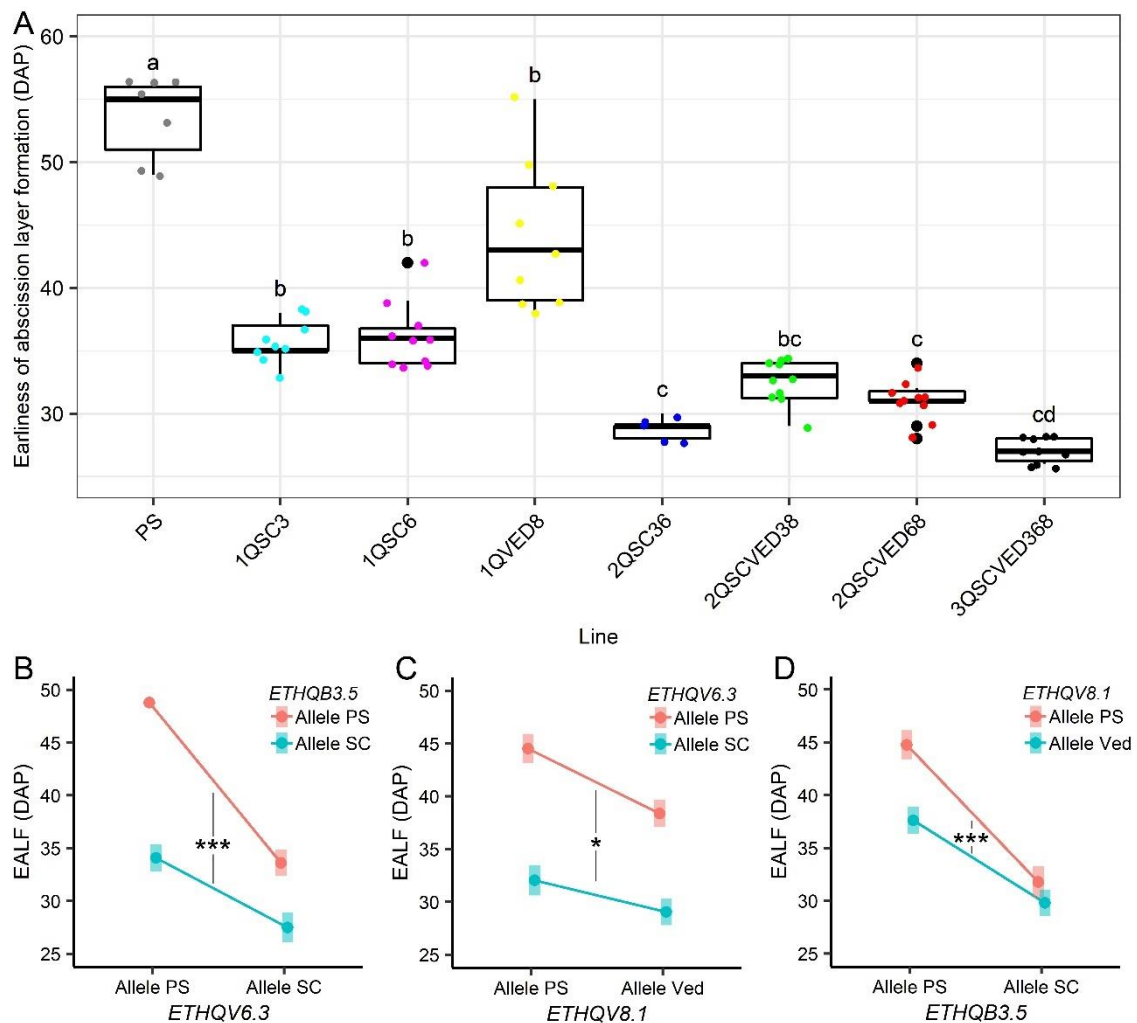 A
Earliness of abscission layer formation (DAP)
60
50
40
30
a
b
b
b
c
bc
c
cd
PS
1QSC3
1QSC6
1QVED8
2QSC36
2QSCVED38
2QSCVED68
3QSCVED368
Line
B
EALF (DAP)
50
45
40
35
30
25
ETHQB3.5
Allele PS
Allele SC
***
Allele PS
Allele SC
ETHQV6.3
C
EALF (DAP)
50
45
40
35
30
25
ETHQV6.3
Allele PS
Allele SC
*
Allele PS
Allele Ved
ETHQV8.1
D
EALF (DAP)
50
45
40
35
30
25
ETHQV8.1
Allele PS
Allele Ved
***
Allele PS
Allele SC
ETHQB3.5